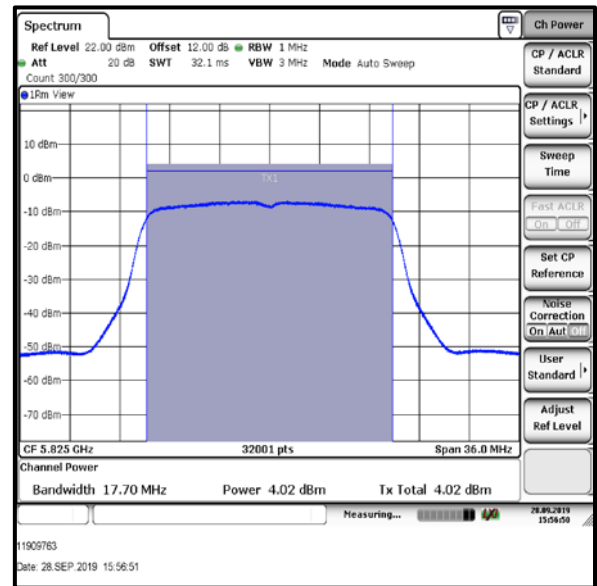 Spectrum
Ch Power
Ref Level 22.00 dBm Offset 12.00 dB RBW 1 MHz
Att 20 dB SWT 32.1 ms VBW 3 MHz Mode Auto Sweep
Count 300/300
1Rm View
CP / ACLR
Standard
CP / ACLR
Settings
Sweep
Time
Fast ACLR
On Off
Set CP
Reference
Noise
Correction
On Aut Off
User
Standard
Adjust
Ref Level
10 dBm
0 dBm
TX1
-10 dBm
-20 dBm
-30 dBm
-40 dBm
-50 dBm
-60 dBm
-70 dBm
CF 5.825 GHz 32001 pts Span 36.0 MHz
Channel Power
Bandwidth 17.70 MHz Power 4.02 dBm Tx Total 4.02 dBm
Measuring... 28.09.2019
15:56:50
11909763
Date: 28.SEP.2019 15:56:51